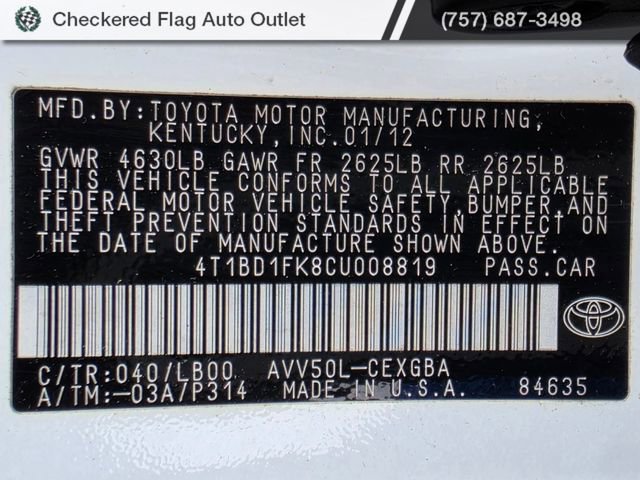 Checkered Flag Auto Outlet (757) 687-3498
MFD.BY:TOYOTA MOTOR MANUFACTURING,
KENTUCKY,INC.01/12
GVWR 4630LB GAWR FR 2625LB RR 2625LB
THIS VEHICLE CONFORMS TO ALL APPLICABLE
FEDERAL MOTOR VEHICLE SAFETY,BUMPER,AND
THEFT PREVENTION STANDARDS IN EFFECT ON
THE DATE OF MANUFACTURE SHOWN ABOVE.
4T1BD1FK8CU008819 PASS.CAR
C/TR:040/LB00 AVV50L-CEXGBA
A/TM:-03A/P314 MADE IN U.S.A. 84635